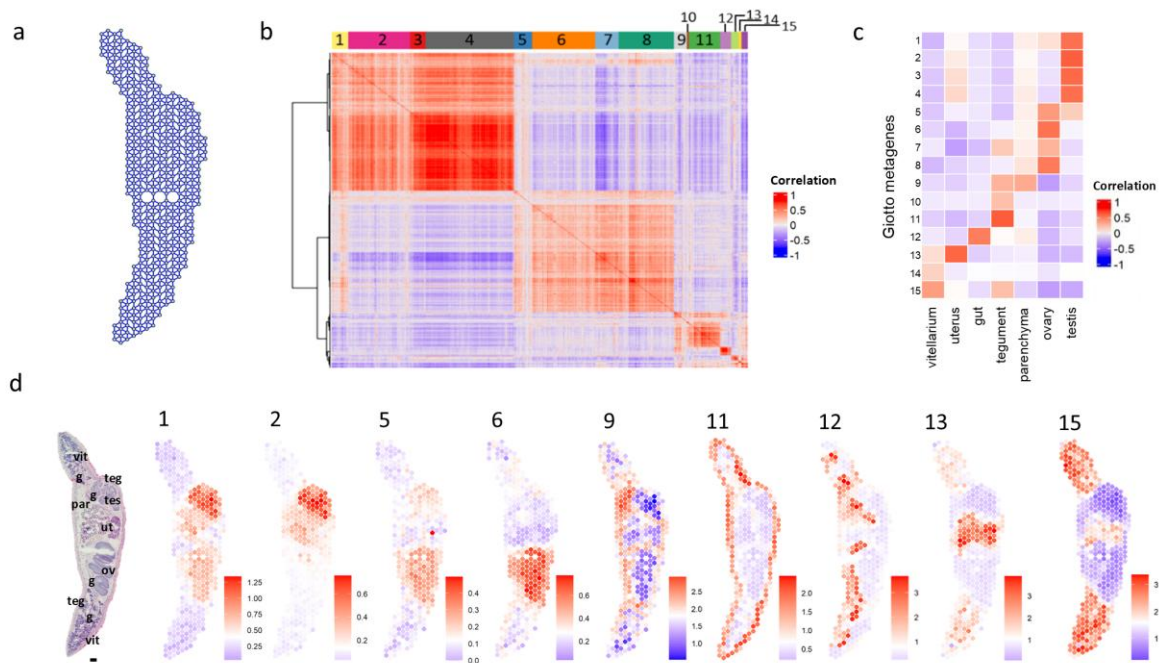 a
b
1 2 3 4 5 6 7 8 9 10 11 12 13 14 15
Correlation
1
0.5
0
-0.5
-1
c
Giotto metagenes
1
2
3
4
5
6
7
8
9
10
11
12
13
14
15
vitellarium
uterus
gut
tegument
parenchyma
ovary
testis
Correlation
1
0.5
0
-0.5
-1
d
vit
g
teg
g
par
tes
ut
ov
g
teg
g
vit
1
1.25
1.00
0.75
0.50
0.25
2
0.6
0.4
0.2
5
0.6
0.4
0.2
0.0
6
0.6
0.4
0.2
9
2.5
2.0
1.5
1.0
11
2.0
1.5
1.0
0.5
12
3
2
1
13
3
2
1
15
3
2
1